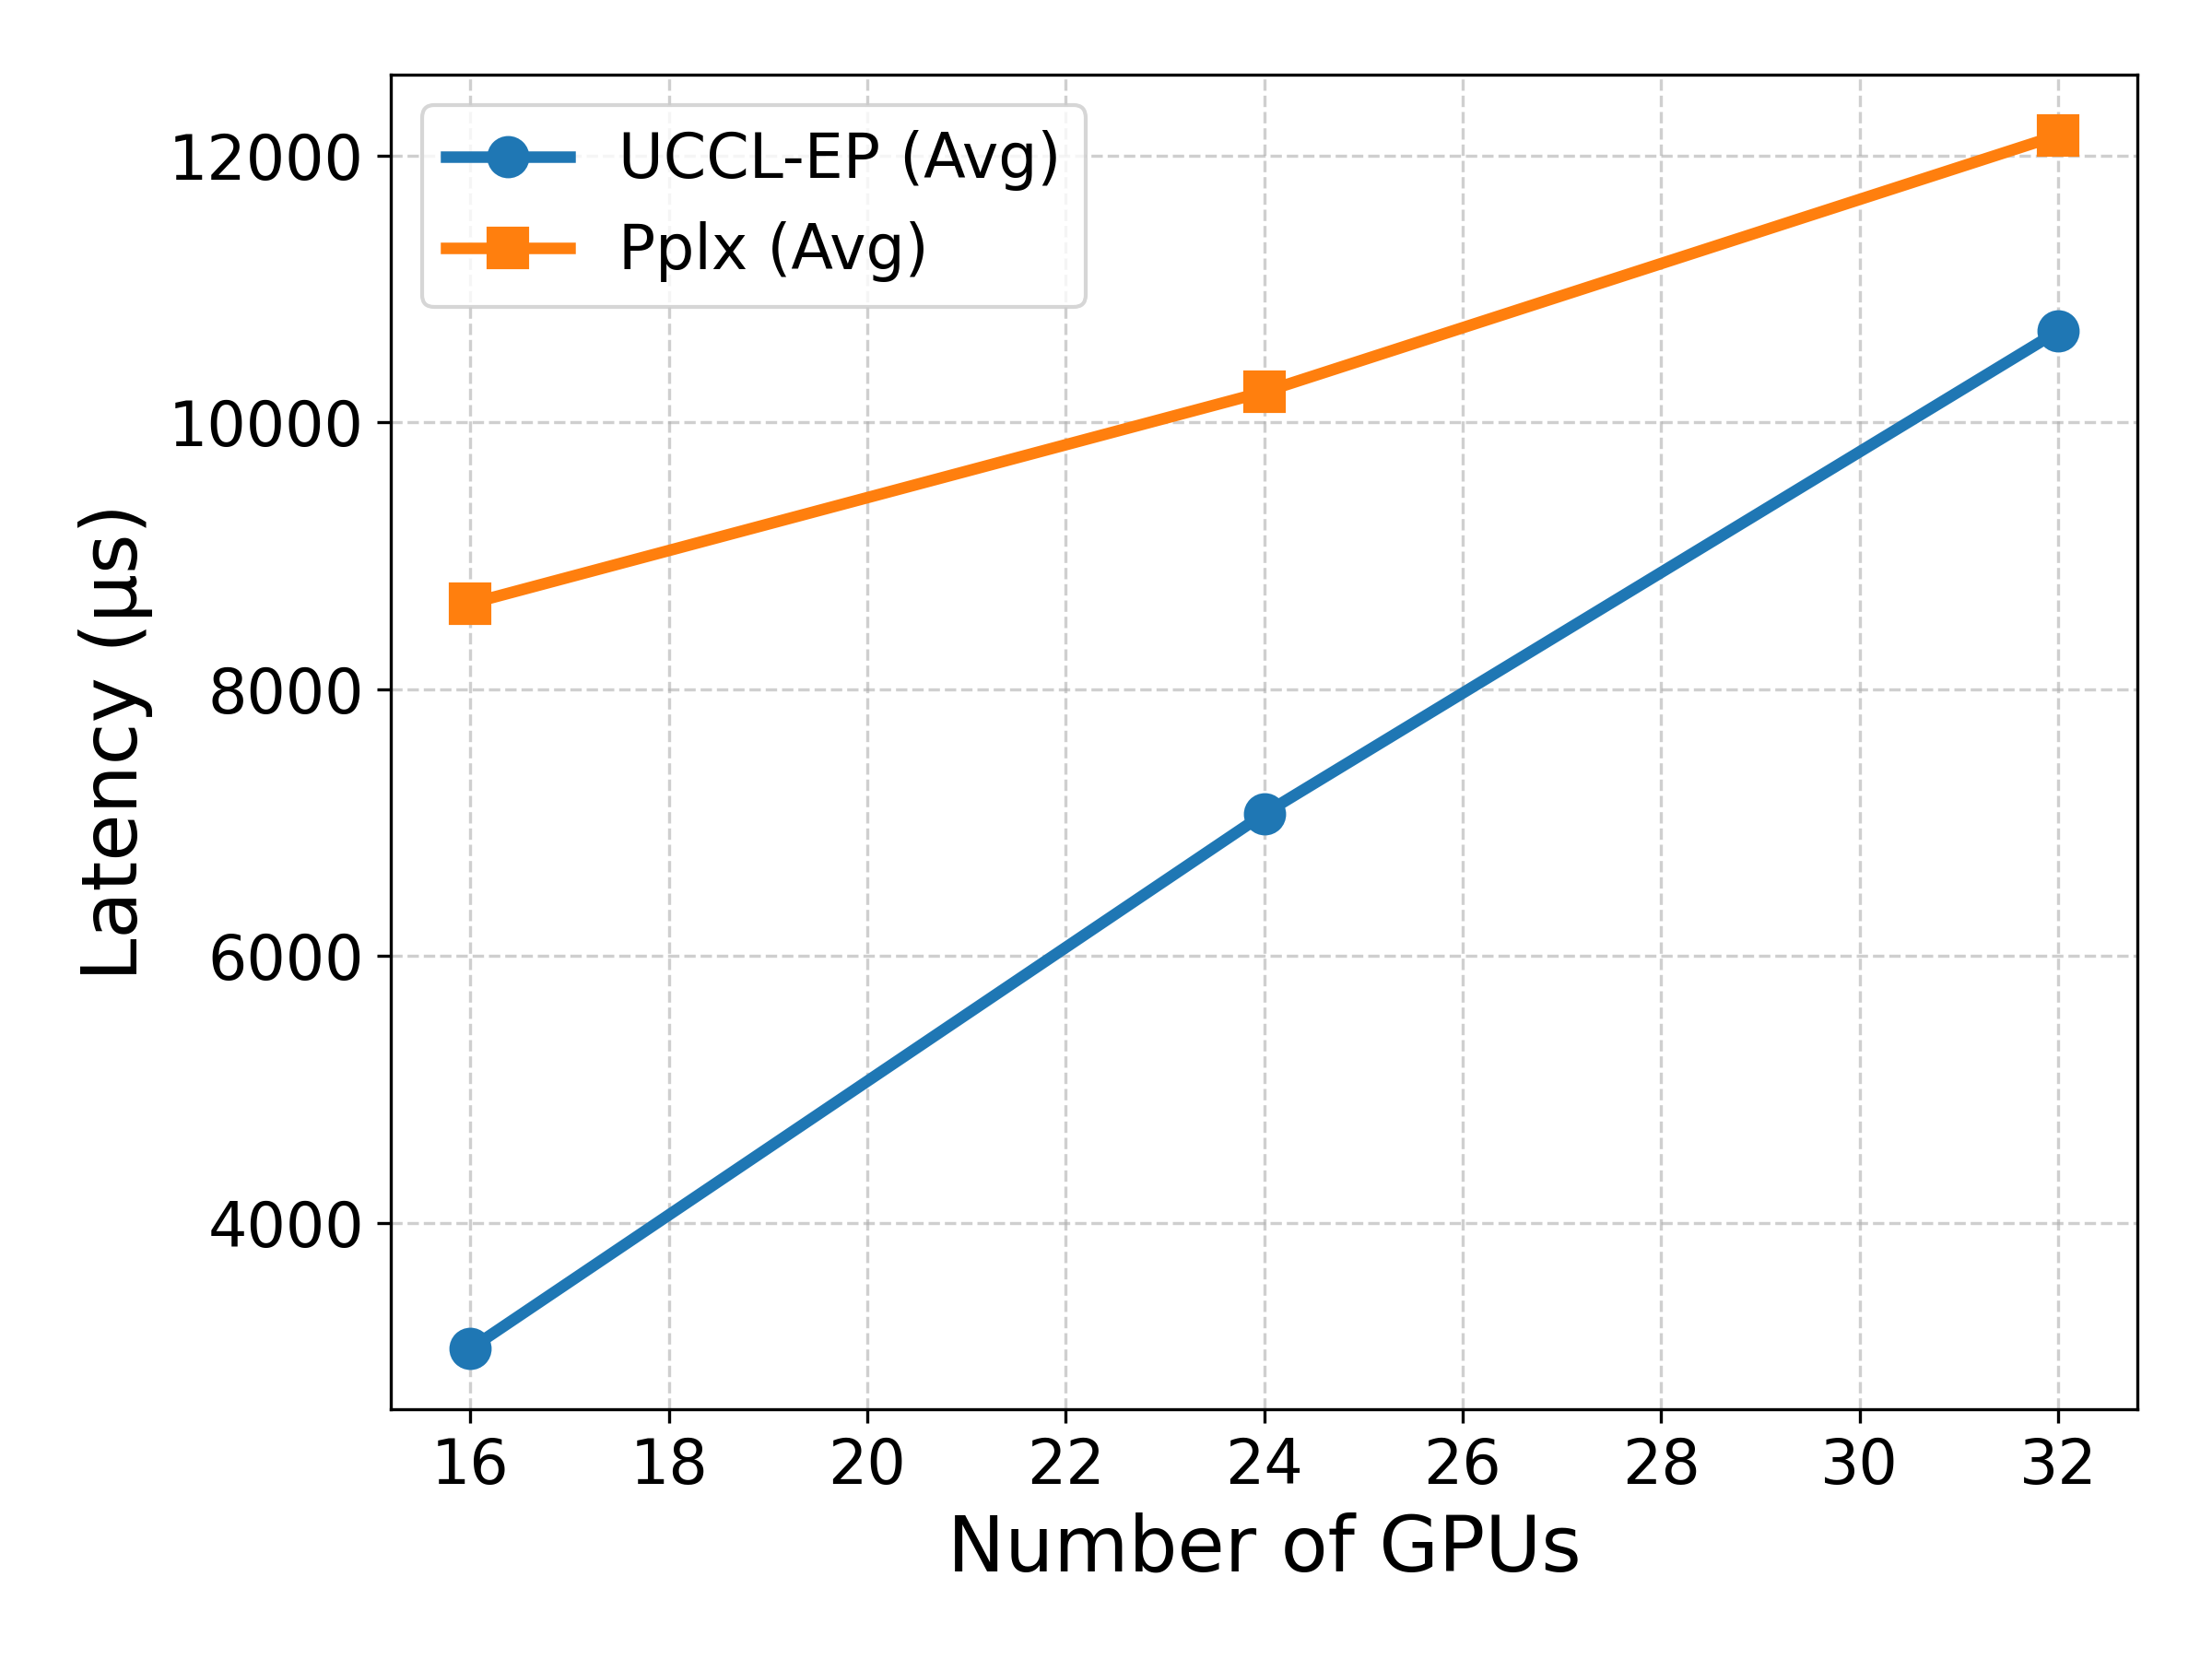 UCCL-EP (Avg)
Pplx (Avg)
12000
10000
8000
6000
4000
Latency (μs)
16 18 20 22 24 26 28 30 32
Number of GPUs